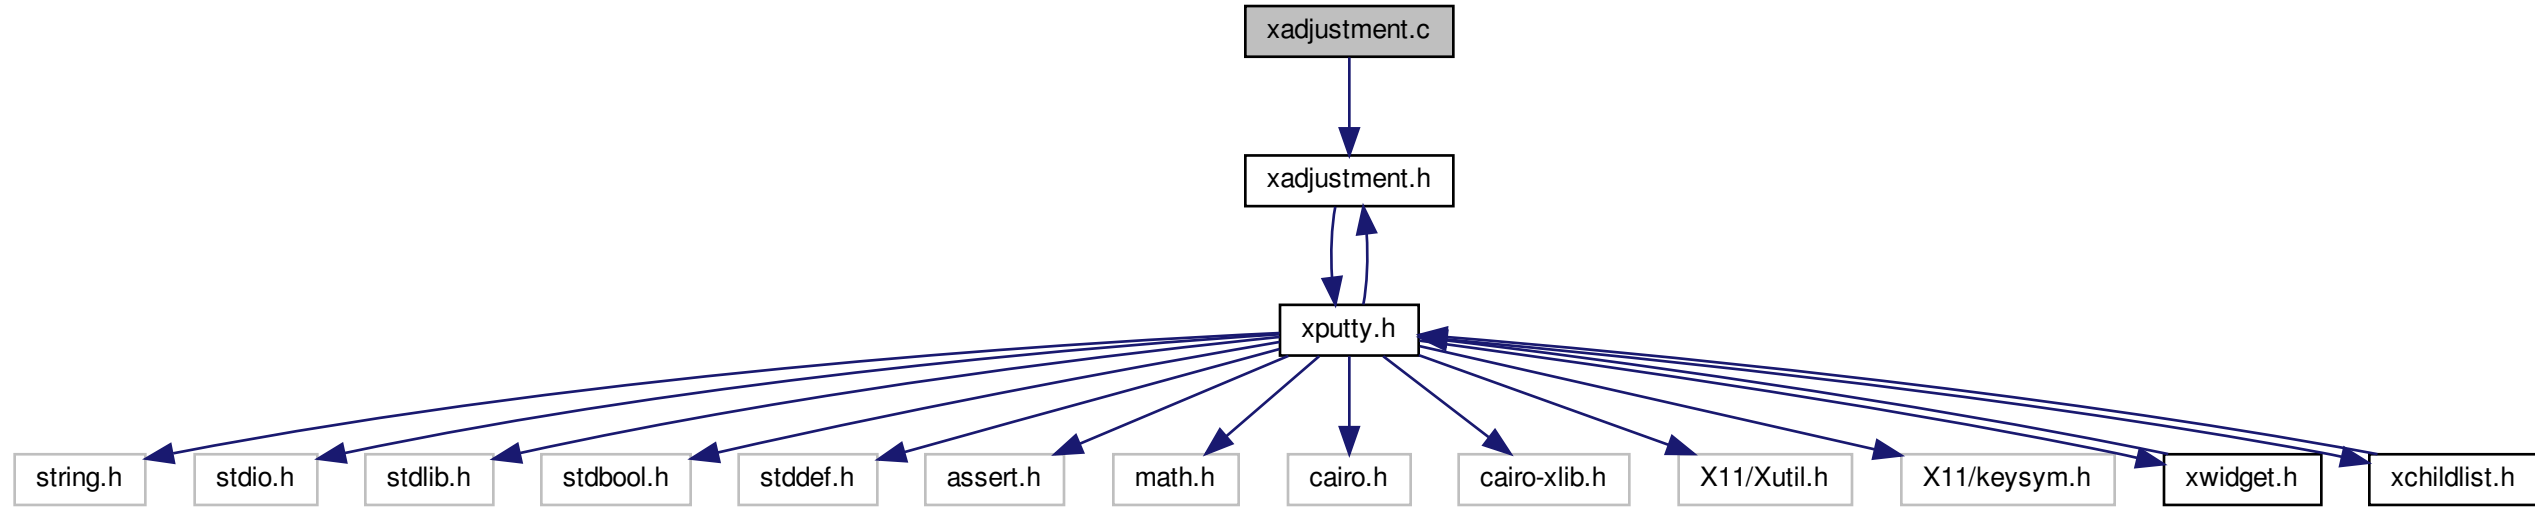 xadjustment.c
xadjustment.h
xputty.h
string.h
stdio.h
stdlib.h
stdbool.h
stddef.h
assert.h
math.h
cairo.h
cairo-xlib.h
X11/Xutil.h
X11/keysym.h
xwidget.h
xchildlist.h